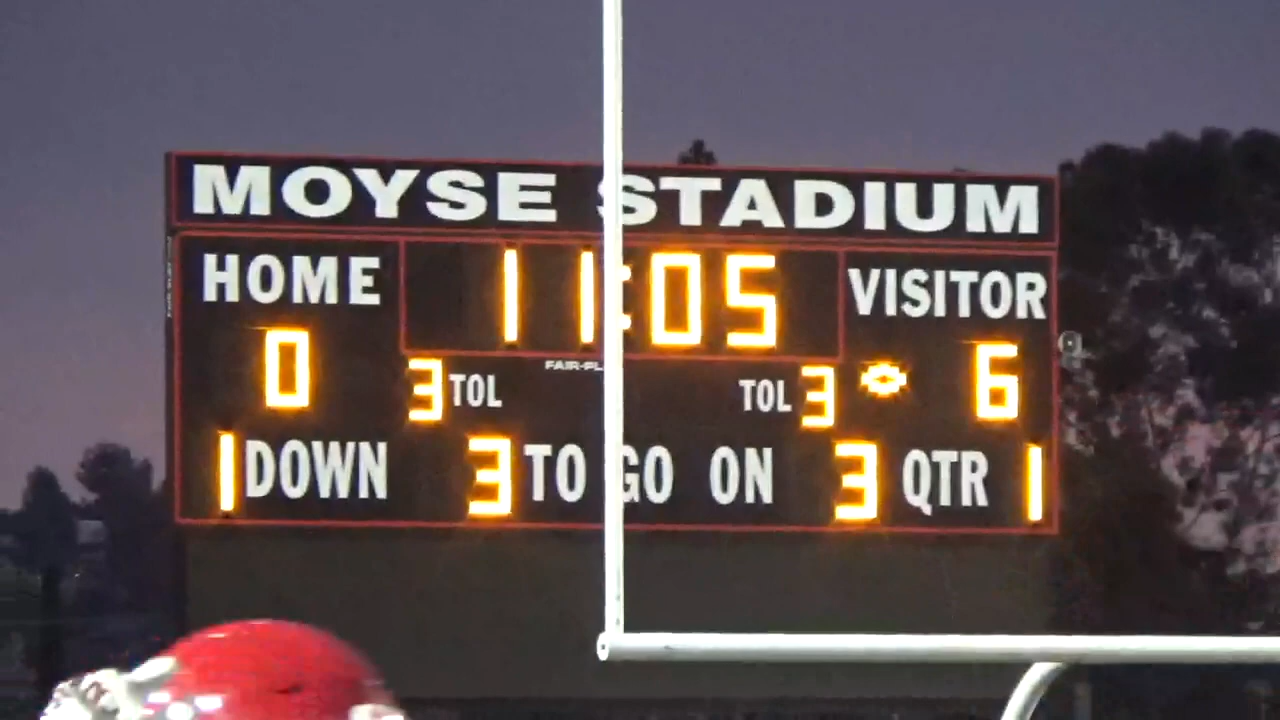 MOYSE STADIUM
HOME 11:05 VISITOR
0 3 TOL TOL 3 6
1 DOWN 3 TO GO ON 3 QTR 1